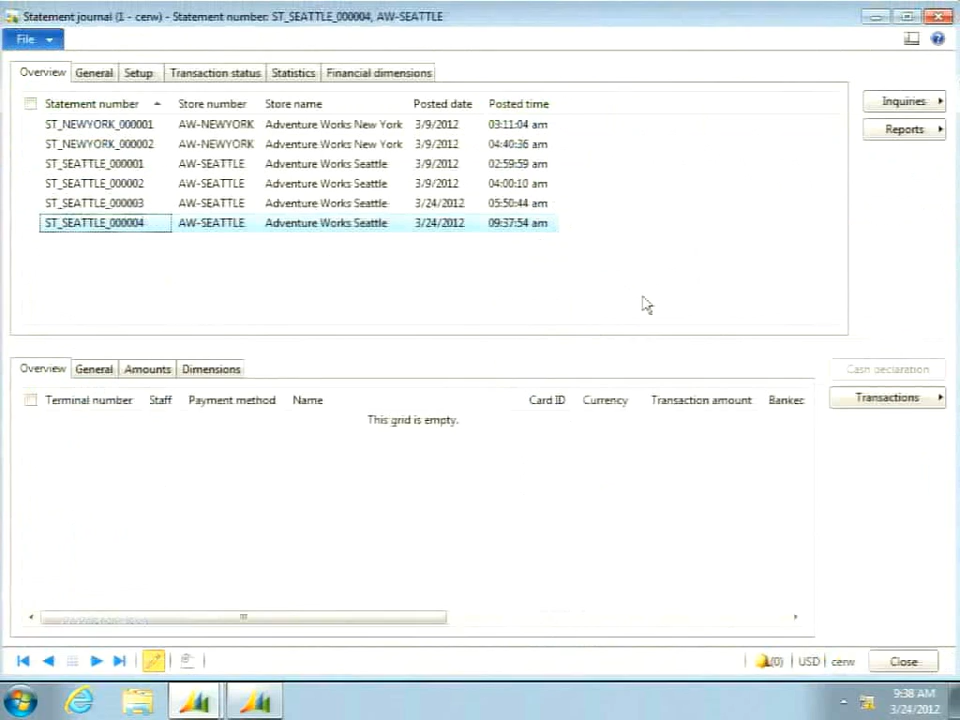 Statement journal (1 - cerw) - Statement number: ST_SEATTLE_000004, AW-SEATTLE
File
Overview General Setup Transaction status Statistics Financial dimensions
Statement number Store number Store name Posted date Posted time
ST_NEWYORK_000001 AW-NEWYORK Adventure Works New York 3/9/2012 03:11:04 am
ST_NEWYORK_000002 AW-NEWYORK Adventure Works New York 3/9/2012 04:40:36 am
ST_SEATTLE_000001 AW-SEATTLE Adventure Works Seattle 3/9/2012 02:59:59 am
ST_SEATTLE_000002 AW-SEATTLE Adventure Works Seattle 3/9/2012 04:00:10 am
ST_SEATTLE_000003 AW-SEATTLE Adventure Works Seattle 3/24/2012 05:50:44 am
ST_SEATTLE_000004 AW-SEATTLE Adventure Works Seattle 3/24/2012 09:37:54 am
Inquiries
Reports
Overview General Amounts Dimensions
Cash declaration
Transactions
Terminal number Staff Payment method Name Card ID Currency Transaction amount Bankec
This grid is empty.
(0) USD cerw Close
9:38 AM
3/24/2012